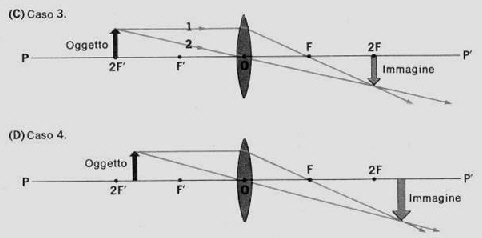 (C) Caso 3.
1
Oggetto
2
P 2F' F' O F 2F P'
Immagine
(D) Caso 4.
Oggetto
P 2F' F' O F 2F P'
Immagine